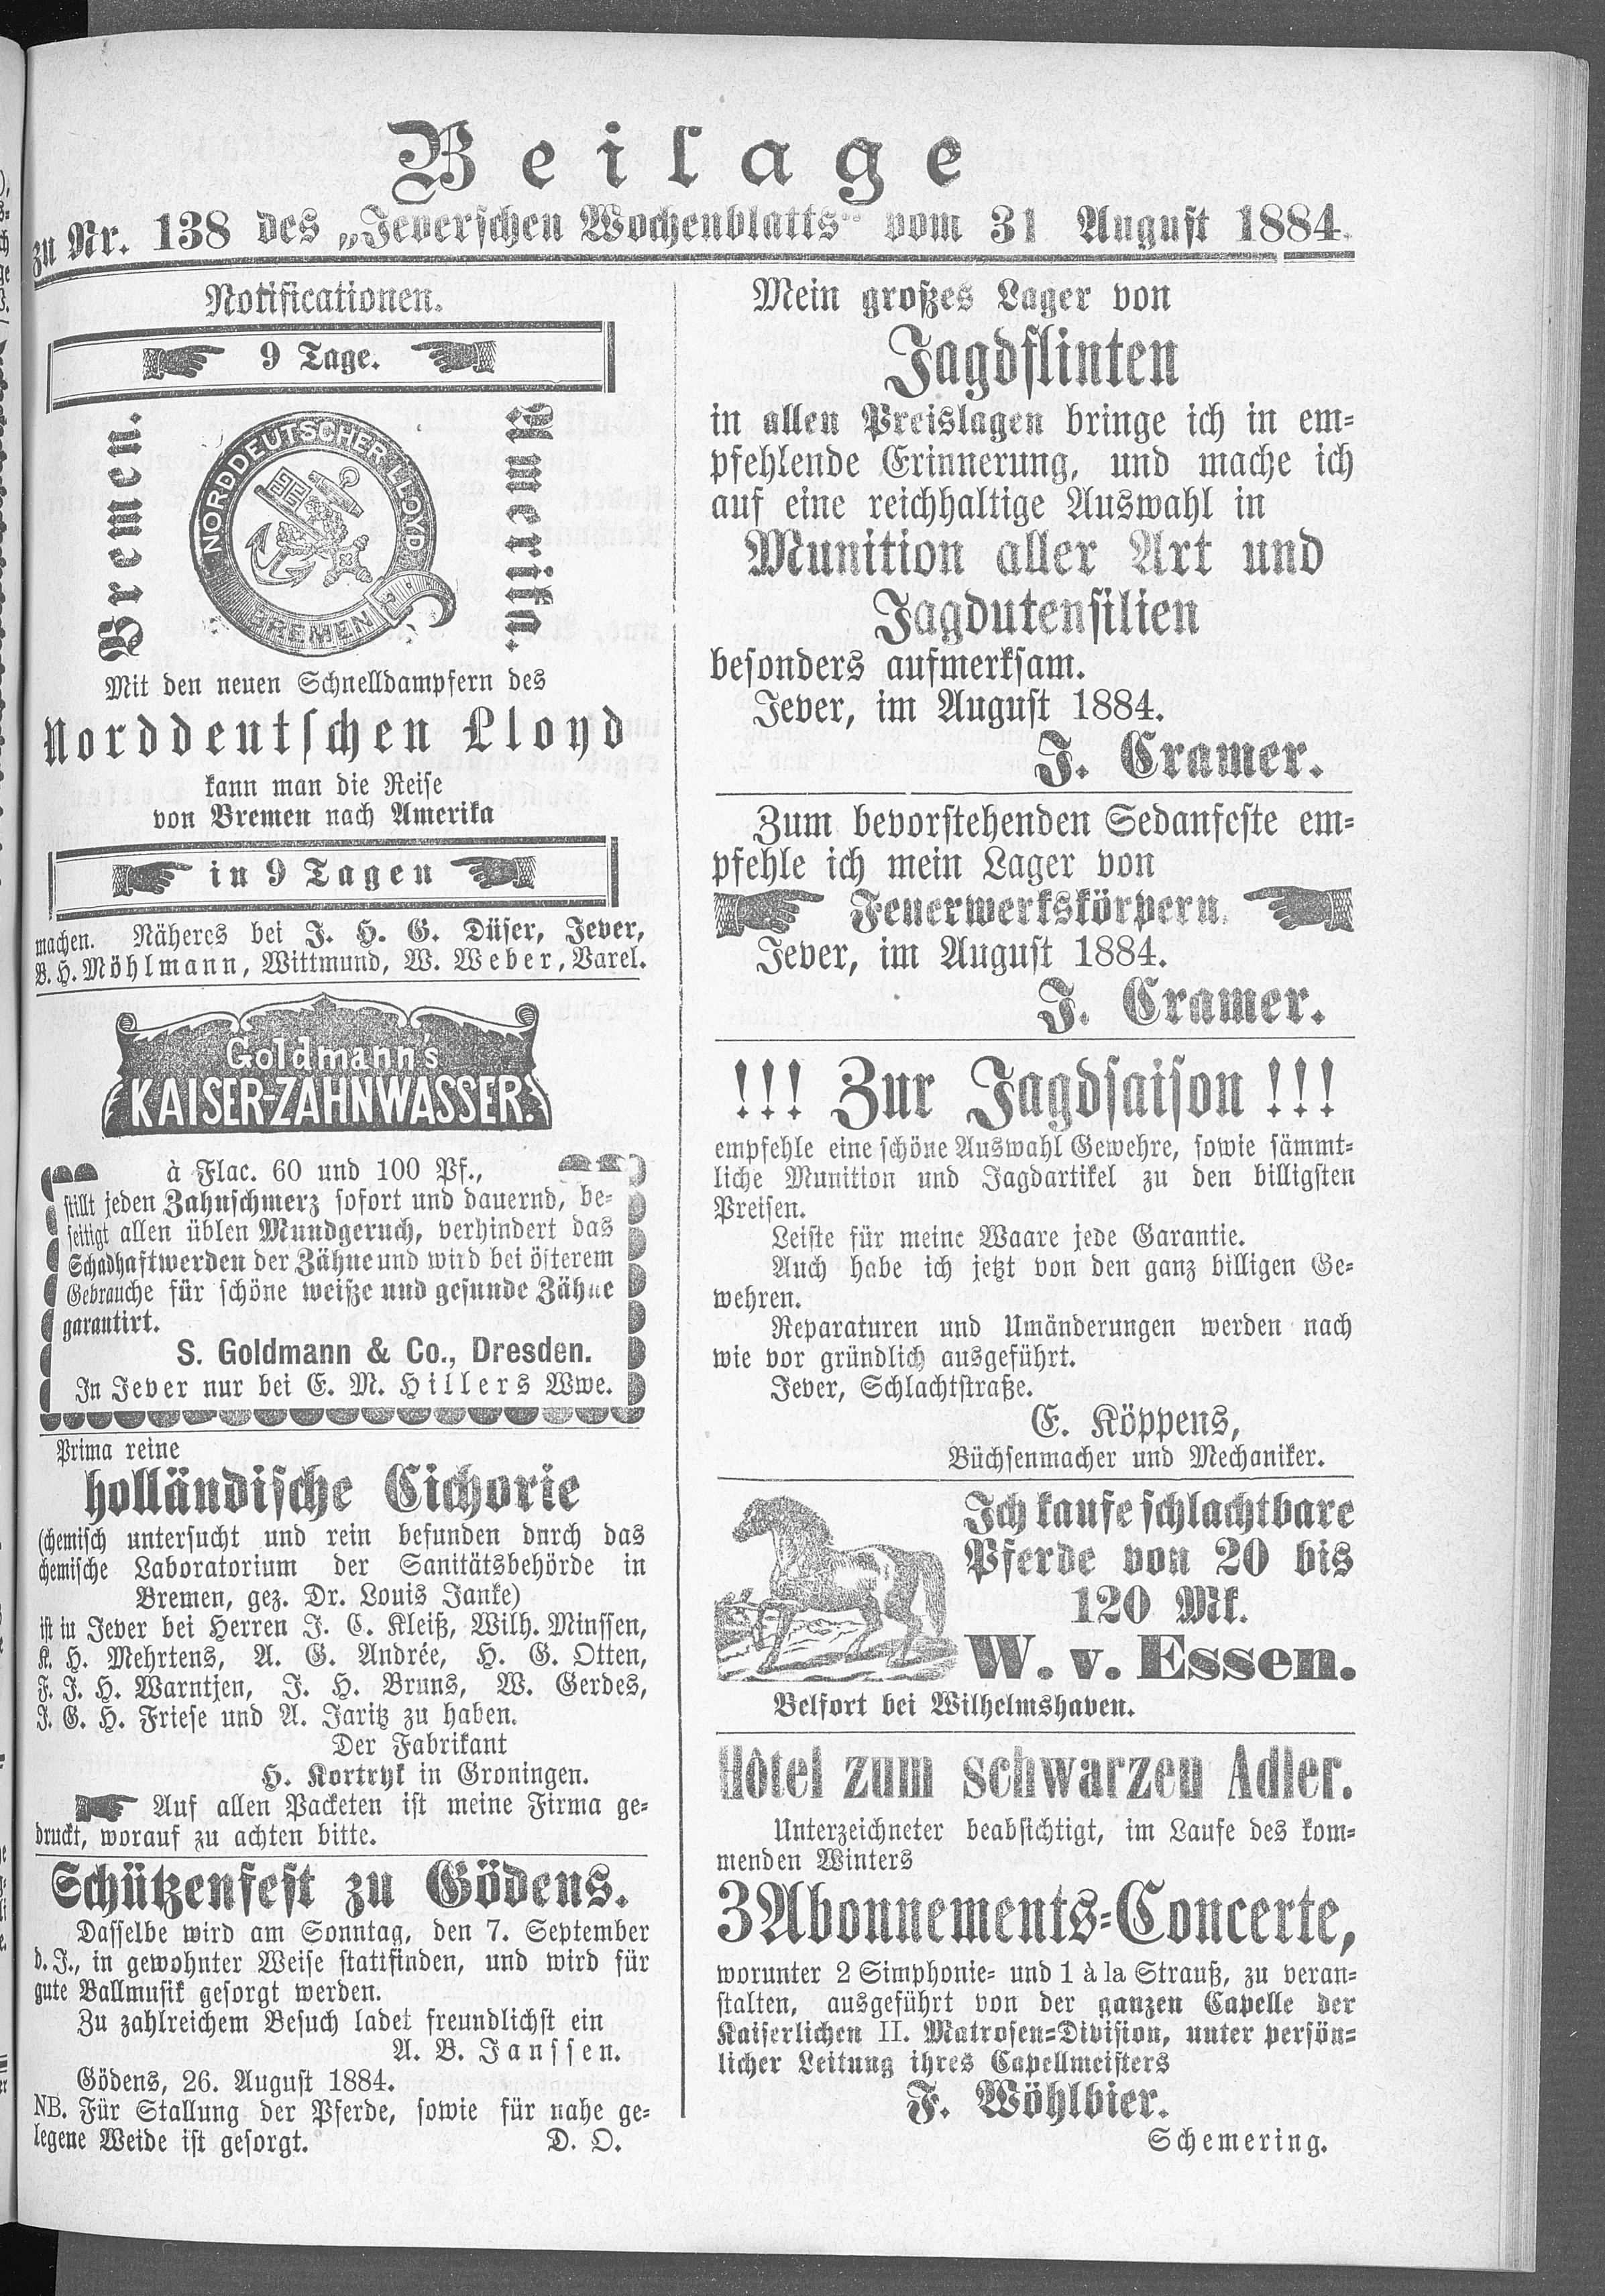 Beilage
zu Nr. 138 des „Jeverschen Wochenblatts“ vom 31 August 1884.
Notificationen.
9 Tage.
Bremen.
Amerika.
NORDDEUTSCHER LLOYD
BREMEN
Mit den neuen Schnelldampfern des
Norddeutschen Lloyd
kann man die Reise
von Bremen nach Amerika
in 9 Tagen
machen. Näheres bei J. H. G. Düser, Jever,
B. H. Möhlmann, Wittmund, W. Weber, Varel.
Goldmann's
KAISER-ZAHNWASSER.
à Flac. 60 und 100 Pf.,
stillt jeden Zahnschmerz sofort und dauernd, be-
seitigt allen üblen Mundgeruch, verhindert das
Schadhaftwerden der Zähne und wird bei öfterem
Gebrauche für schöne weiße und gesunde Zähne
garantirt.
S. Goldmann & Co., Dresden.
In Jever nur bei E. M. Hillers Wwe.
Prima reine
holländische Cichorie
(chemisch untersucht und rein befunden durch das
chemische Laboratorium der Sanitätsbehörde in
Bremen, gez. Dr. Louis Janke)
ist in Jever bei Herren J. C. Kleiß, Wilh. Minssen,
K. H. Mehrtens, A. G. Andrée, H. G. Otten,
F. J. H. Warntjen, J. H. Bruns, W. Gerdes,
J. G. H. Friese und A. Jaritz zu haben.
Der Fabrikant
H. Kortryk in Groningen.
Auf allen Packeten ist meine Firma ge-
druckt, worauf zu achten bitte.
Schützenfest zu Gödens.
Dasselbe wird am Sonntag, den 7. September
d. J., in gewohnter Weise stattfinden, und wird für
gute Ballmusik gesorgt werden.
Zu zahlreichem Besuch ladet freundlichst ein
A. B. Janssen.
Gödens, 26. August 1884.
NB. Für Stallung der Pferde, sowie für nahe ge-
legene Weide ist gesorgt. D. O.
Mein großes Lager von
Jagdflinten
in allen Preislagen bringe ich in em-
pfehlende Erinnerung, und mache ich
auf eine reichhaltige Auswahl in
Munition aller Art und
Jagdutensilien
besonders aufmerksam.
Jever, im August 1884.
J. Cramer.
Zum bevorstehenden Sedanfeste em-
pfehle ich mein Lager von
Feuerwerkskörpern.
Jever, im August 1884.
J. Cramer.
!!! Zur Jagdsaison !!!
empfehle eine schöne Auswahl Gewehre, sowie sämmt-
liche Munition und Jagdartikel zu den billigsten
Preisen.
Leiste für meine Waare jede Garantie.
Auch habe ich jetzt von den ganz billigen Ge-
wehren.
Reparaturen und Umänderungen werden nach
wie vor gründlich ausgeführt.
Jever, Schlachtstraße.
E. Köppens,
Büchsenmacher und Mechaniker.
Ich kaufe schlachtbare
Pferde von 20 bis
120 Mk.
W. v. Essen.
Belfort bei Wilhelmshaven.
Hôtel zum schwarzen Adler.
Unterzeichneter beabsichtigt, im Laufe des kom-
menden Winters
3 Abonnements-Concerte,
worunter 2 Simphonie- und 1 à la Strauß, zu veran-
stalten, ausgeführt von der ganzen Capelle der
Kaiserlichen II. Matrosen-Division, unter persön-
licher Leitung ihres Capellmeisters
F. Wöhlbier.
Schemering.